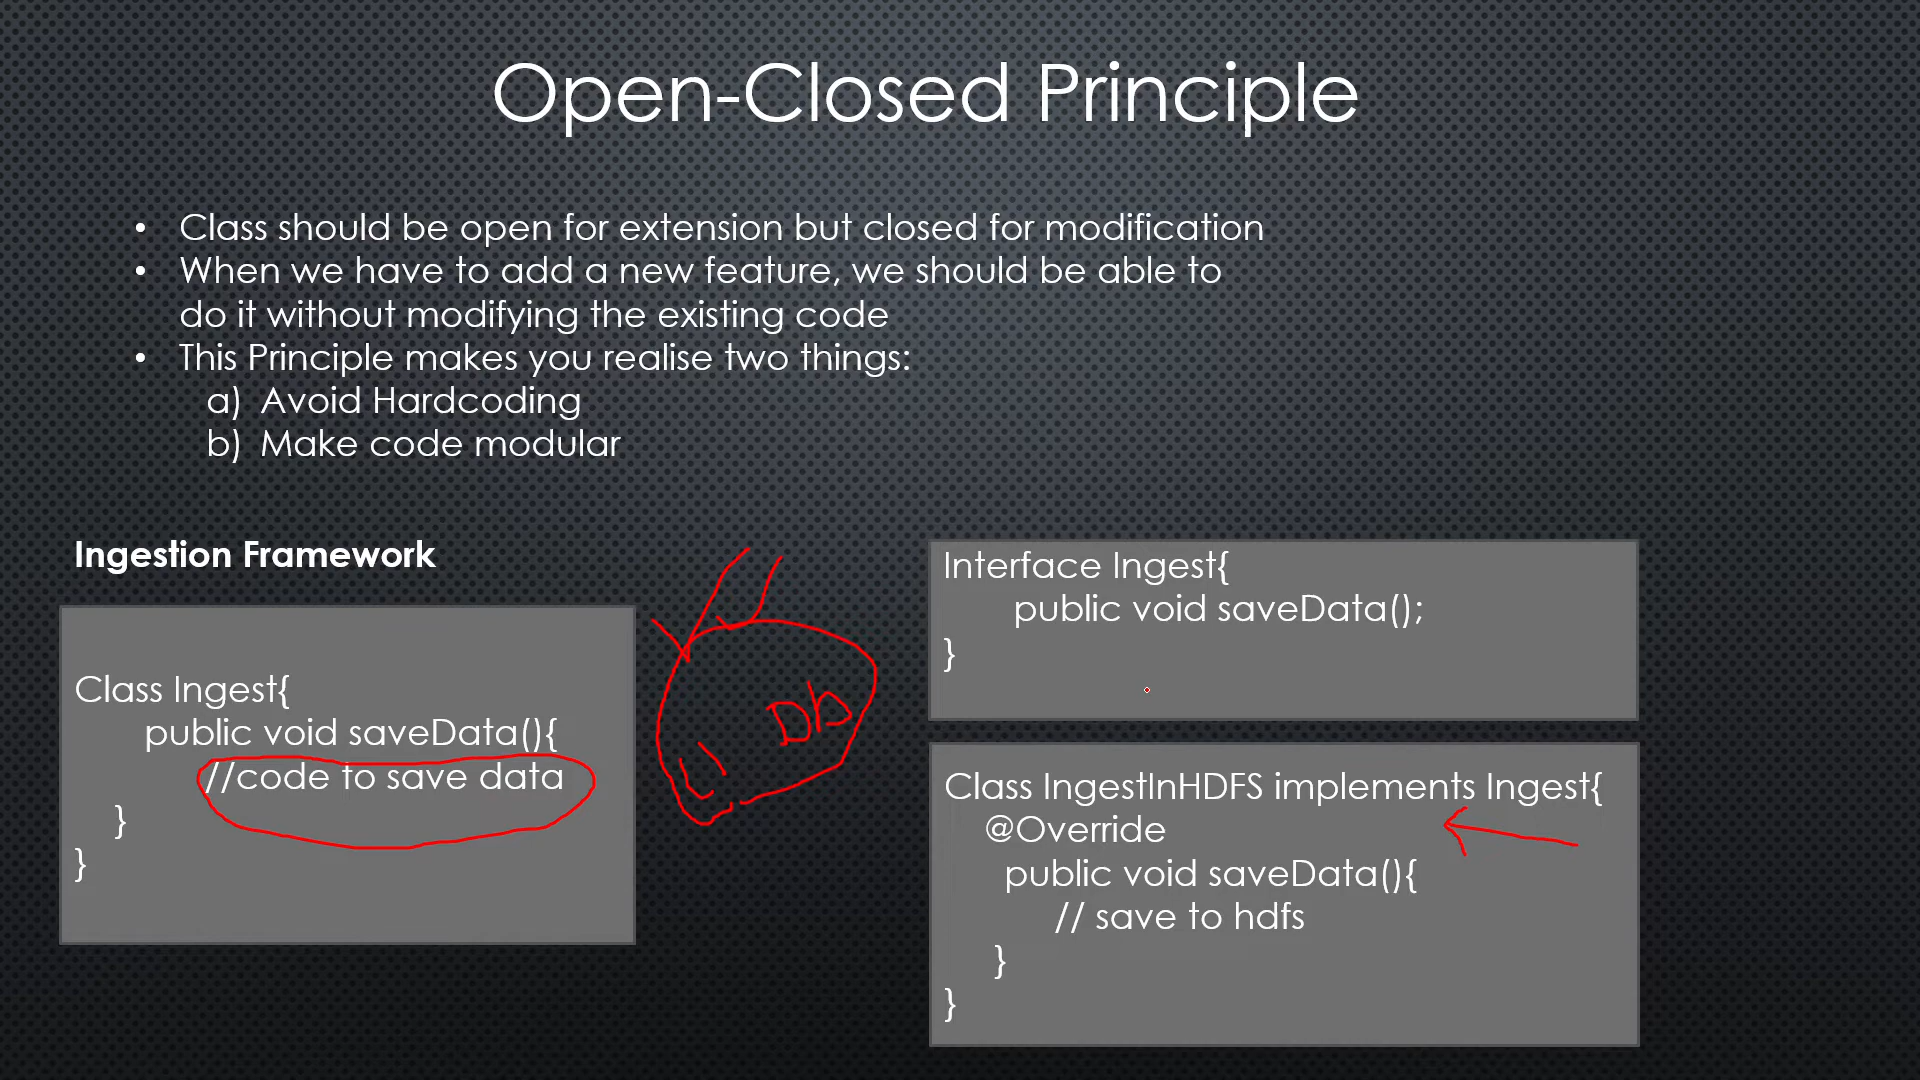 Open-Closed Principle
• Class should be open for extension but closed for modification
• When we have to add a new feature, we should be able to
do it without modifying the existing code
• This Principle makes you realise two things:
a) Avoid Hardcoding
b) Make code modular
Ingestion Framework
Class Ingest{
public void saveData(){
//code to save data
}
}
Db
Interface Ingest{
public void saveData();
}
Class IngestInHDFS implements Ingest{
@Override
public void saveData(){
// save to hdfs
}
}